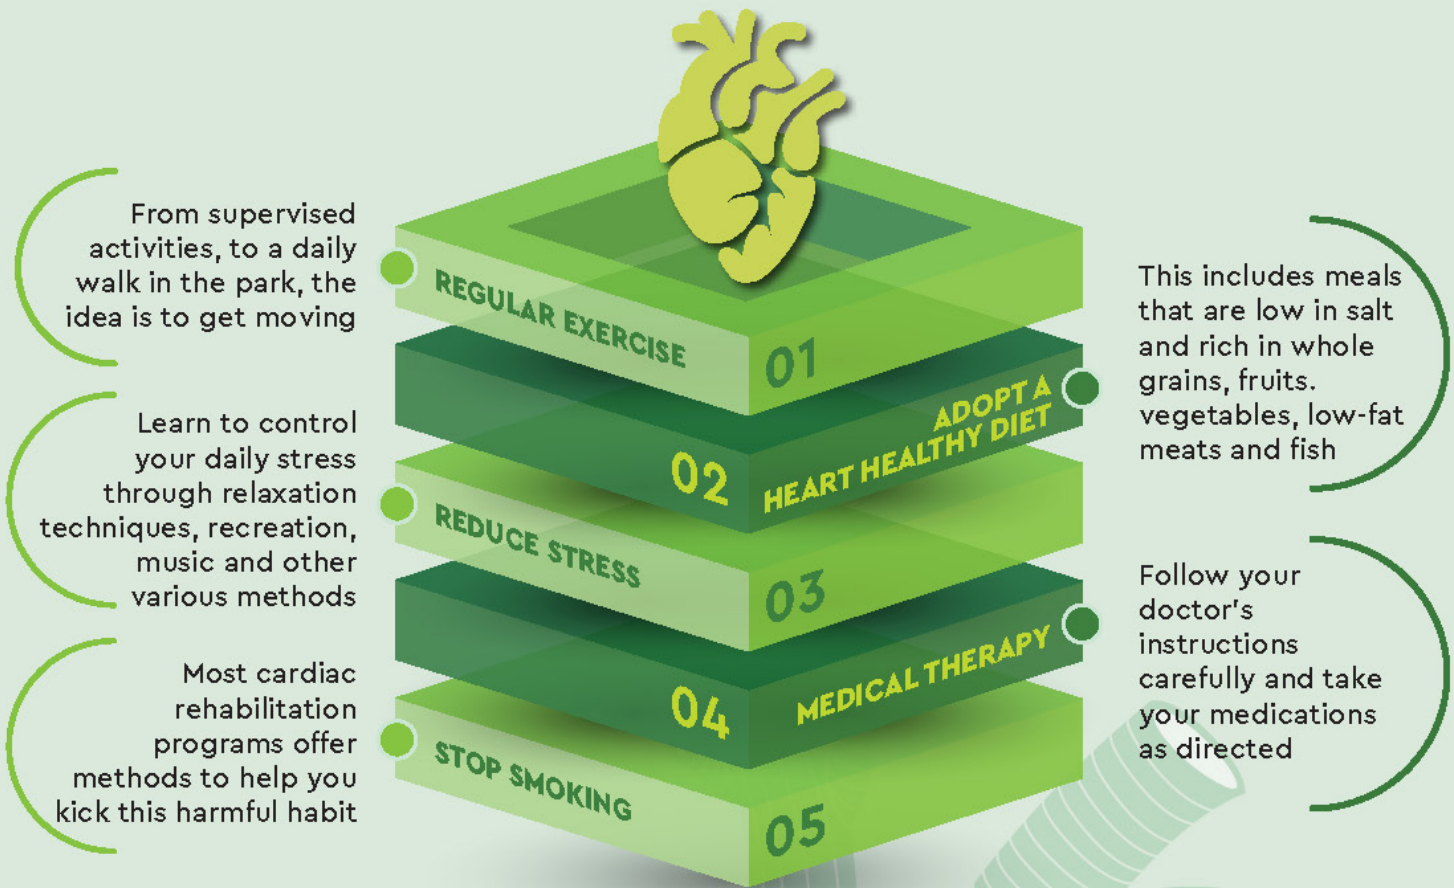 From supervised
activities, to a daily
walk in the park, the
idea is to get moving
REGULAR EXERCISE
01
This includes meals
that are low in salt
and rich in whole
grains, fruits.
vegetables, low-fat
meats and fish
ADOPT A
HEART HEALTHY DIET
02
Learn to control
your daily stress
through relaxation
techniques, recreation,
music and other
various methods
REDUCE STRESS
03
Follow your
doctor's
instructions
carefully and take
your medications
as directed
MEDICAL THERAPY
04
Most cardiac
rehabilitation
programs offer
methods to help you
kick this harmful habit
STOP SMOKING
05